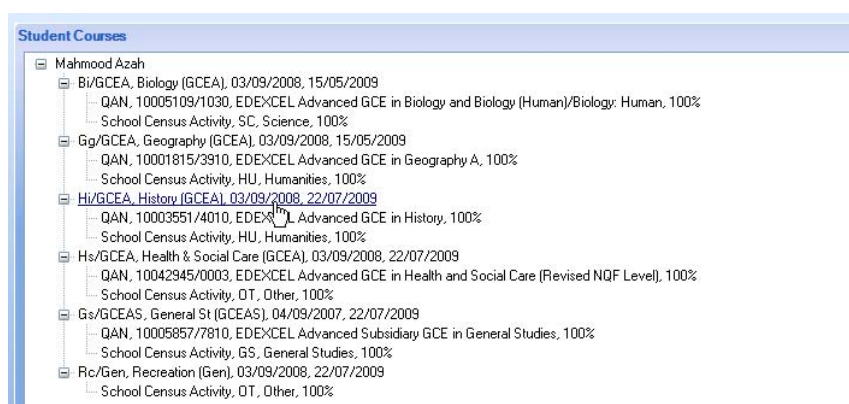 Student Courses
Mahmood Azah
Bi/GCEA, Biology (GCEA), 03/09/2008, 15/05/2009
QAN, 10005109/1030, EDEXCEL Advanced GCE in Biology and Biology (Human)/Biology: Human, 100%
School Census Activity, SC, Science, 100%
Gg/GCEA, Geography (GCEA), 03/09/2008, 15/05/2009
QAN, 10001815/3910, EDEXCEL Advanced GCE in Geography A, 100%
School Census Activity, HU, Humanities, 100%
Hi/GCEA, History (GCEA), 03/09/2008, 22/07/2009
QAN, 10003551/4010, EDEXCEL Advanced GCE in History, 100%
School Census Activity, HU, Humanities, 100%
Hs/GCEA, Health & Social Care (GCEA), 03/09/2008, 22/07/2009
QAN, 10042945/0003, EDEXCEL Advanced GCE in Health and Social Care (Revised NQF Level), 100%
School Census Activity, OT, Other, 100%
Gs/GCEAS, General St (GCEAS), 04/09/2007, 22/07/2009
QAN, 10005857/7810, EDEXCEL Advanced Subsidiary GCE in General Studies, 100%
School Census Activity, GS, General Studies, 100%
Rc/Gen, Recreation (Gen), 03/09/2008, 22/07/2009
School Census Activity, OT, Other, 100%